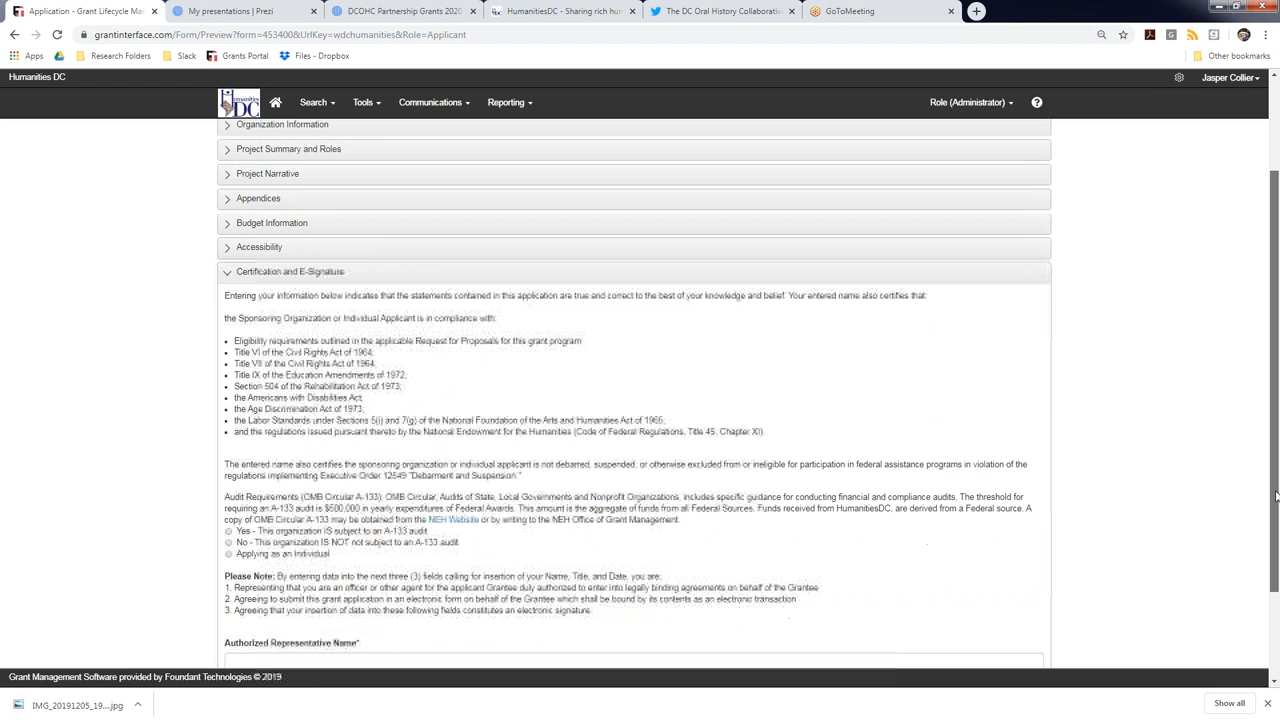 Application - Grant Lifecycle Ma
My presentations | Prezi
DCOHC Partnership Grants 2020
HumanitiesDC - Sharing rich hum
The DC Oral History Collaborativ
GoToMeeting
grantinterface.com/Form/Preview?form=453400&UrlKey=wdchumanities&Role=Applicant
Apps
Research Folders
Slack
Grants Portal
Files - Dropbox
Other bookmarks
Humanities DC
Jasper Collier
Humanities DC
Search
Tools
Communications
Reporting
Role (Administrator)
Organization Information
Project Summary and Roles
Project Narrative
Appendices
Budget Information
Accessibility
Certification and E-Signature
Entering your information below indicates that the statements contained in this application are true and correct to the best of your knowledge and belief. Your entered name also certifies that:
the Sponsoring Organization or Individual Applicant is in compliance with:
• Eligibility requirements outlined in the applicable Request for Proposals for this grant program
• Title VI of the Civil Rights Act of 1964;
• Title VII of the Civil Rights Act of 1964;
• Title IX of the Education Amendments of 1972;
• Section 504 of the Rehabilitation Act of 1973;
• the Americans with Disabilities Act;
• the Age Discrimination Act of 1973;
• the Labor Standards under Sections 5(i) and 7(g) of the National Foundation of the Arts and Humanities Act of 1965;
• and the regulations issued pursuant thereto by the National Endowment for the Humanities (Code of Federal Regulations, Title 45, Chapter XI).
The entered name also certifies the sponsoring organization or individual applicant is not debarred, suspended, or otherwise excluded from or ineligible for participation in federal assistance programs in violation of the
regulations implementing Executive Order 12549 "Debarment and Suspension."
Audit Requirements (OMB Circular A-133): OMB Circular, Audits of State, Local Governments and Nonprofit Organizations, includes specific guidance for conducting financial and compliance audits. The threshold for
requiring an A-133 audit is $500,000 in yearly expenditures of Federal Awards. This amount is the aggregate of funds from all Federal Sources. Funds received from HumanitiesDC, are derived from a Federal source. A
copy of OMB Circular A-133 may be obtained from the NEH Website or by writing to the NEH Office of Grant Management.
Yes - This organization IS subject to an A-133 audit
No - This organization IS NOT not subject to an A-133 audit
Applying as an Individual
Please Note: By entering data into the next three (3) fields calling for insertion of your Name, Title, and Date, you are:
1. Representing that you are an officer or other agent for the applicant Grantee duly authorized to enter into legally binding agreements on behalf of the Grantee
2. Agreeing to submit this grant application in an electronic form on behalf of the Grantee which shall be bound by its contents as an electronic transaction
3. Agreeing that your insertion of data into these following fields constitutes an electronic signature.
Authorized Representative Name*
Grant Management Software provided by Foundant Technologies © 2019
IMG_20191205_19....jpg
Show all